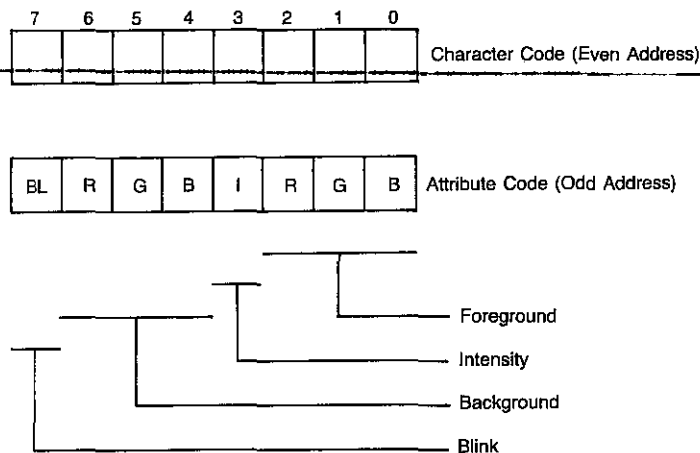 7 6 5 4 3 2 1 0
Character Code (Even Address)
BL R G B I R G B Attribute Code (Odd Address)
Foreground
Intensity
Background
Blink